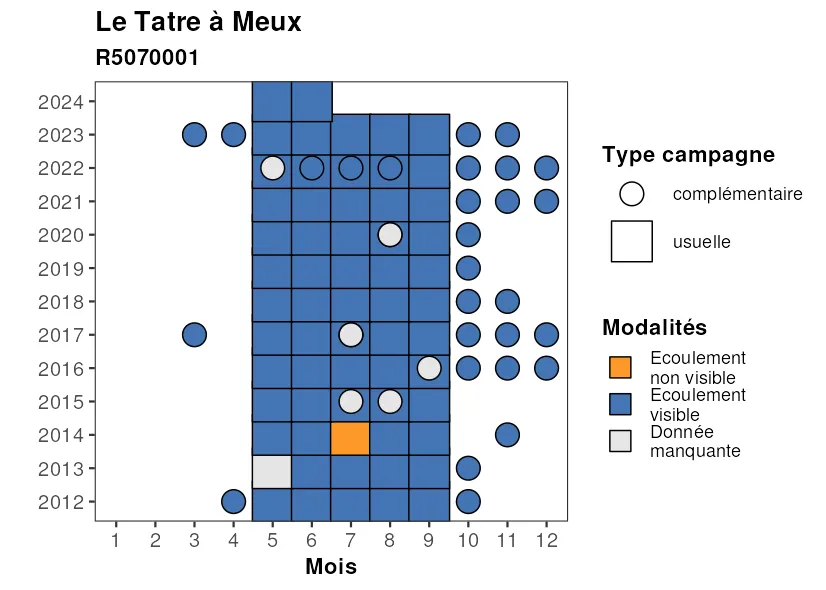 Le Tatre à Meux
R5070001
2024
2023
2022
2021
2020
2019
2018
2017
2016
2015
2014
2013
2012
1 2 3 4 5 6 7 8 9 10 11 12
Mois
Type campagne
complémentaire
usuelle
Modalités
Ecoulement
non visible
Ecoulement
visible
Donnée
manquante